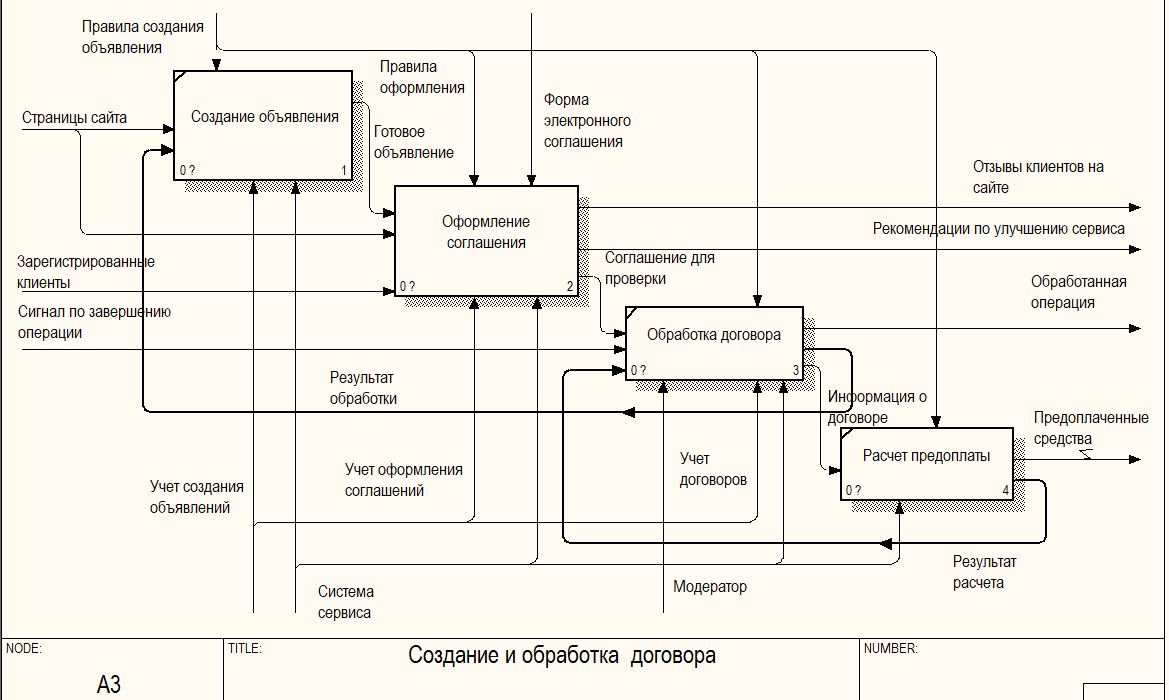 Правила создания
объявления
Правила
оформления
Форма
электронного
соглашения
Страницы сайта
Создание объявления
0 ?
1
Готовое
объявление
Отзывы клиентов на
сайте
Рекомендации по улучшению сервиса
Оформление
соглашения
0 ?
2
Зарегистрированные
клиенты
Соглашение для
проверки
Обработанная
операция
Сигнал по завершению
операции
Обработка договора
0 ?
3
Результат
обработки
Информация о
договоре
Предоплаченные
средства
Расчет предоплаты
0 ?
4
Учет создания
объявлений
Учет оформления
соглашений
Учет
договоров
Результат
расчета
Система
сервиса
Модератор
NODE:
A3
TITLE:
Создание и обработка договора
NUMBER: